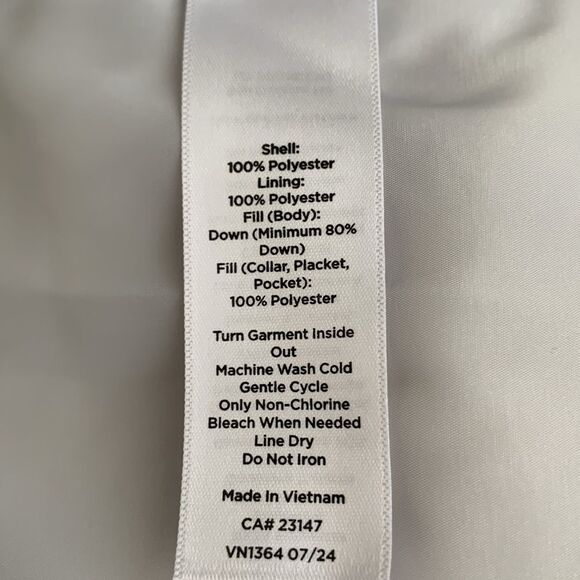 Shell:
100% Polyester
Lining:
100% Polyester
Fill (Body):
Down (Minimum 80%
Down)
Fill (Collar, Placket,
Pocket):
100% Polyester
Turn Garment Inside
Out
Machine Wash Cold
Gentle Cycle
Only Non-Chlorine
Bleach When Needed
Line Dry
Do Not Iron
Made In Vietnam
CA# 23147
VN1364 07/24